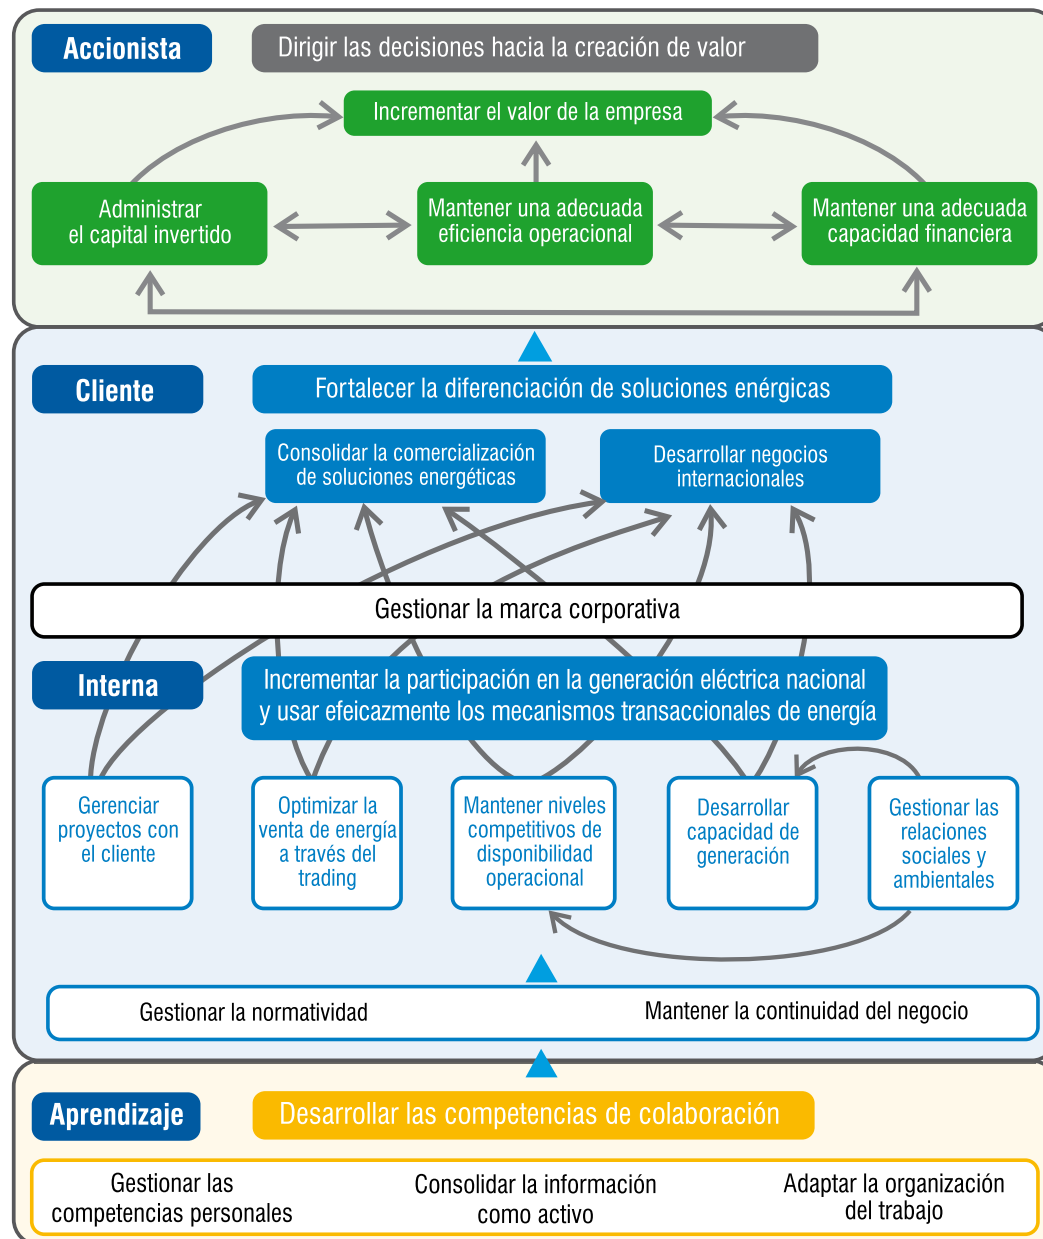 Accionista
Dirigir las decisiones hacia la creación de valor
Incrementar el valor de la empresa
Administrar
el capital invertido
Mantener una adecuada
eficiencia operacional
Mantener una adecuada
capacidad financiera
Cliente
Fortalecer la diferenciación de soluciones enérgicas
Consolidar la comercialización
de soluciones energéticas
Desarrollar negocios
internacionales
Gestionar la marca corporativa
Interna
Incrementar la participación en la generación eléctrica nacional
y usar efeicazmente los mecanismos transaccionales de energía
Gerenciar
proyectos con
el cliente
Optimizar la
venta de energía
a través del
trading
Mantener niveles
competitivos de
disponibilidad
operacional
Desarrollar
capacidad de
generación
Gestionar las
relaciones
sociales y
ambientales
Gestionar la normatividad
Mantener la continuidad del negocio
Aprendizaje
Desarrollar las competencias de colaboración
Gestionar las
competencias personales
Consolidar la información
como activo
Adaptar la organización
del trabajo